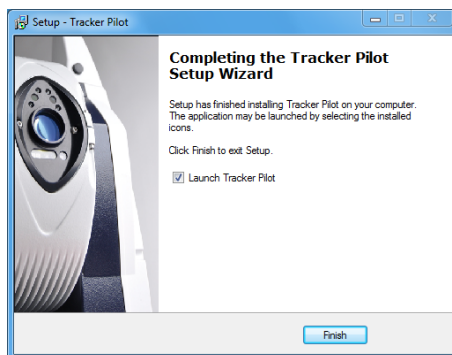 Setup - Tracker Pilot
Completing the Tracker Pilot
Setup Wizard
Setup has finished installing Tracker Pilot on your computer.
The application may be launched by selecting the installed
icons.
Click Finish to exit Setup.
Launch Tracker Pilot
Finish